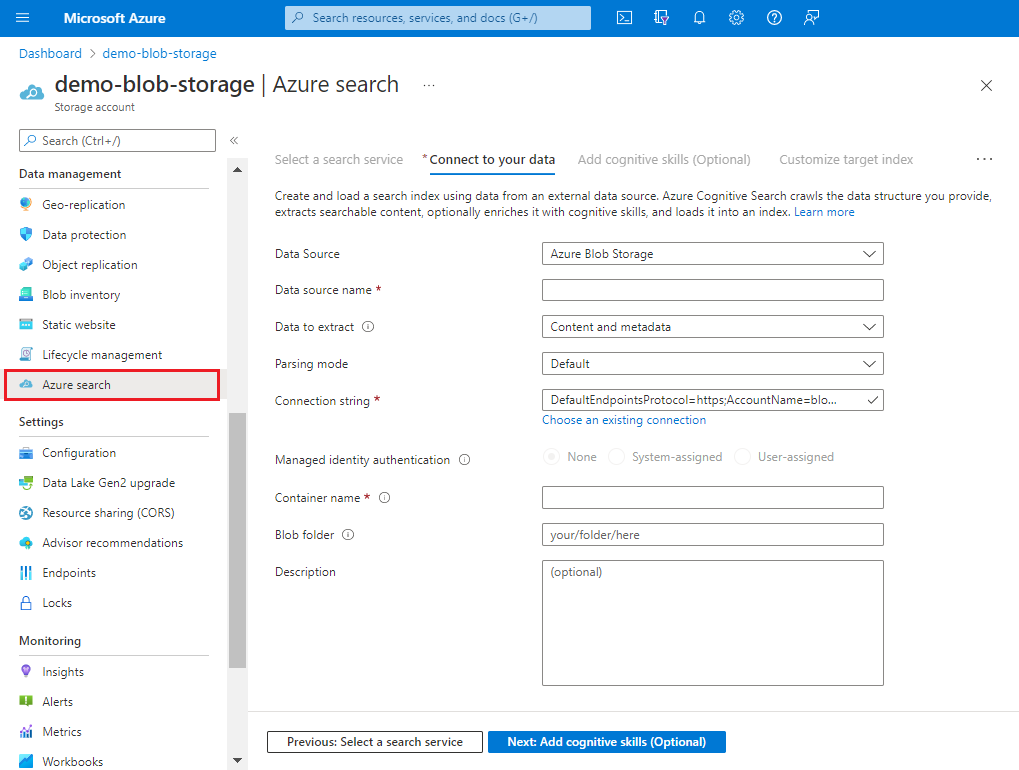 Microsoft Azure
Search resources, services, and docs (G+/)
Dashboard > demo-blob-storage
demo-blob-storage | Azure search ...
Storage account
Search (Ctrl+/)
Data management
Geo-replication
Data protection
Object replication
Blob inventory
Static website
Lifecycle management
Azure search
Settings
Configuration
Data Lake Gen2 upgrade
Resource sharing (CORS)
Advisor recommendations
Endpoints
Locks
Monitoring
Insights
Alerts
Metrics
Workbooks
Select a search service * Connect to your data Add cognitive skills (Optional) Customize target index ...
Create and load a search index using data from an external data source. Azure Cognitive Search crawls the data structure you provide,
extracts searchable content, optionally enriches it with cognitive skills, and loads it into an index. Learn more
Data Source Azure Blob Storage
Data source name *
Data to extract Content and metadata
Parsing mode Default
Connection string * DefaultEndpointsProtocol=https;AccountName=blo...
Choose an existing connection
Managed identity authentication None System-assigned User-assigned
Container name *
Blob folder your/folder/here
Description (optional)
Previous: Select a search service Next: Add cognitive skills (Optional)